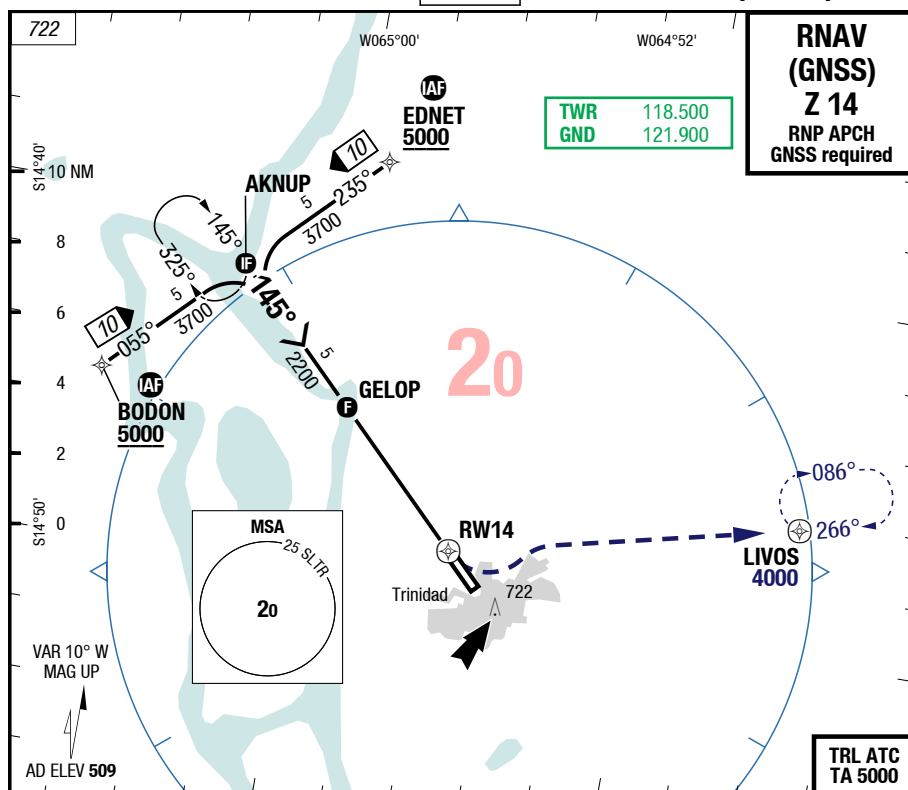 722
W065°00'
W064°52'
RNAV
(GNSS)
Z 14
RNP APCH
GNSS required
IAF
EDNET
5000
TWR 118.500
GND 121.900
S14°40'
10 NM
10
235°
5
3700
AKNUP
8
145°
325°
IF
145°
6
5
3700
10
055°
5
2200
20
4
IAF
BODON
5000
GELOP
F
2
086°
266°
S14°50'
0
MSA
25 SLTR
20
RW14
LIVOS
4000
Trinidad
722
VAR 10° W
MAG UP
AD ELEV 509
TRL ATC
TA 5000